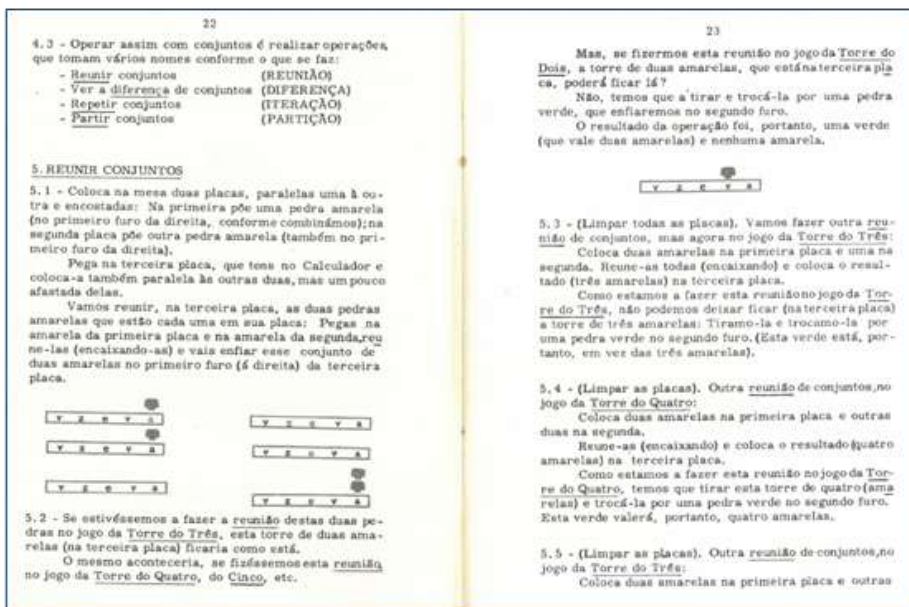 22
4.3 - Operar assim com conjuntos é realizar operações,
que tomam vários nomes conforme o que se faz:
- Reunir conjuntos (REUNIÃO)
- Ver a diferença de conjuntos (DIFERENÇA)
- Repetir conjuntos (ITERAÇÃO)
- Partir conjuntos (PARTIÇÃO)
5. REUNIR CONJUNTOS
5.1 - Coloca na mesa duas placas, paralelas uma à ou-
tra e encostadas: Na primeira põe uma pedra amarela
(no primeiro furo da direita, conforme combinámos); na
segunda placa põe outra pedra amarela (também no pri-
meiro furo da direita).
Pega na terceira placa, que tens no Calculador e
coloca-a também paralela às outras duas, mas um pouco
afastada delas.
Vamos reunir, na terceira placa, as duas pedras
amarelas que estão cada uma em sua placa: Pegas na
amarela da primeira placa e na amarela da segunda, reu
ne-las (encaixando-as) e vais enfiar esse conjunto de
duas amarelas no primeiro furo (á direita) da terceira
placa.
v z e v a
v z e v a
v z e v a
v z e v a
v z e v a
v z e v a
5.2 - Se estivéssemos a fazer a reunião destas duas pe-
dras no jogo da Torre do Três, esta torre de duas ama-
relas (na terceira placa) ficaria como está.
O mesmo aconteceria, se fizéssemos esta reunião,
no jogo da Torre do Quatro, do Cinco, etc.
23
Mas, se fizermos esta reunião no jogo da Torre do
Dois, a torre de duas amarelas, que está na terceira pla
ca, poderá ficar lá?
Não, temos que a tirar e trocá-la por uma pedra
verde, que enfiaremos no segundo furo.
O resultado da operação foi, portanto, uma verde
(que vale duas amarelas) e nenhuma amarela.
v z e v a
5.3 - (Limpar todas as placas). Vamos fazer outra reu-
nião de conjuntos, mas agora no jogo da Torre do Três:
Coloca duas amarelas na primeira placa e uma na
segunda. Reune-as todas (encaixando) e coloca o resul-
tado (três amarelas) na terceira placa.
Como estamos a fazer esta reunião no jogo da Tor-
re do Três, não podemos deixar ficar (na terceira placa)
a torre de três amarelas: Tiramo-la e trocamo-la por
uma pedra verde no segundo furo. (Esta verde está, por-
tanto, em vez das três amarelas).
5.4 - (Limpar as placas). Outra reunião de conjuntos, no
jogo da Torre do Quatro:
Coloca duas amarelas na primeira placa e outras
duas na segunda.
Reune-as (encaixando) e coloca o resultado (quatro
amarelas) na terceira placa.
Como estamos a fazer esta reunião no jogo da Tor-
re do Quatro, temos que tirar esta torre de quatro (ama
relas) e trocá-la por uma pedra verde no segundo furo.
Esta verde valerá, portanto, quatro amarelas.
5.5 - (Limpar as placas). Outra reunião de conjuntos, no
jogo da Torre do Três:
Coloca duas amarelas na primeira placa e outras